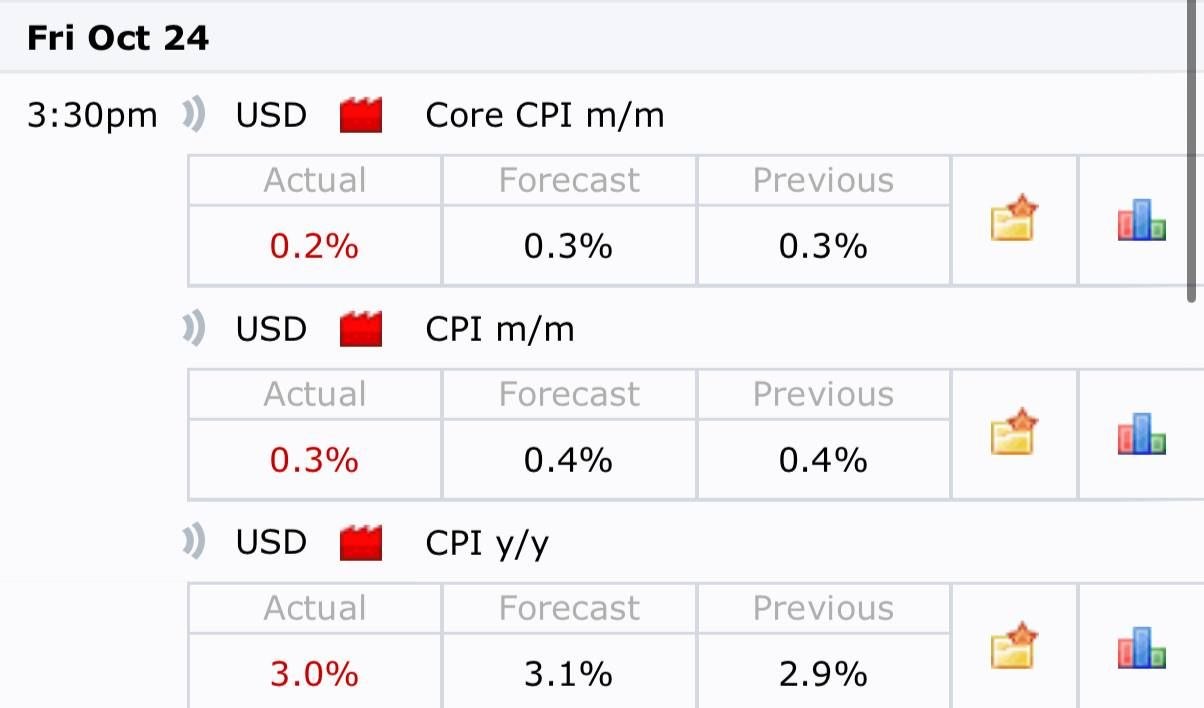 Fri Oct 24
3:30pm USD Core CPI m/m
Actual Forecast Previous
0.2% 0.3% 0.3%
USD CPI m/m
Actual Forecast Previous
0.3% 0.4% 0.4%
USD CPI y/y
Actual Forecast Previous
3.0% 3.1% 2.9%